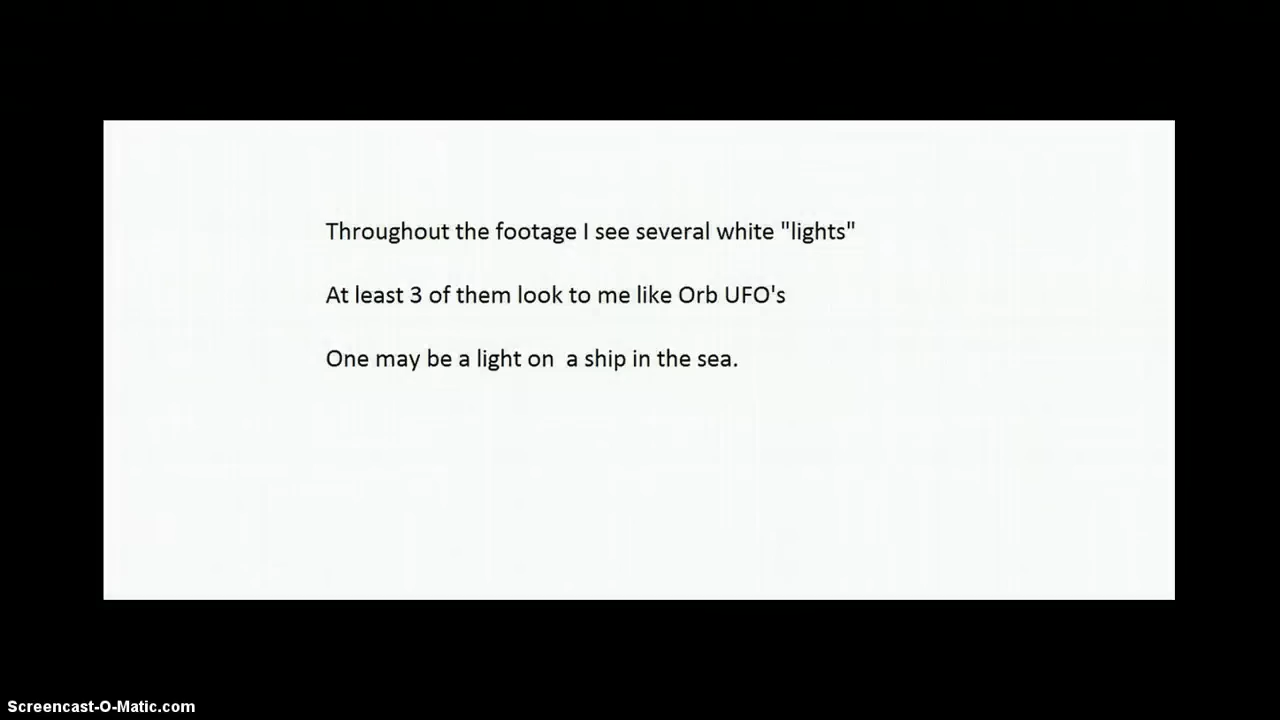 Throughout the footage I see several white "lights"
At least 3 of them look to me like Orb UFO's
One may be a light on  a ship in the sea.
Screencast-O-Matic.com